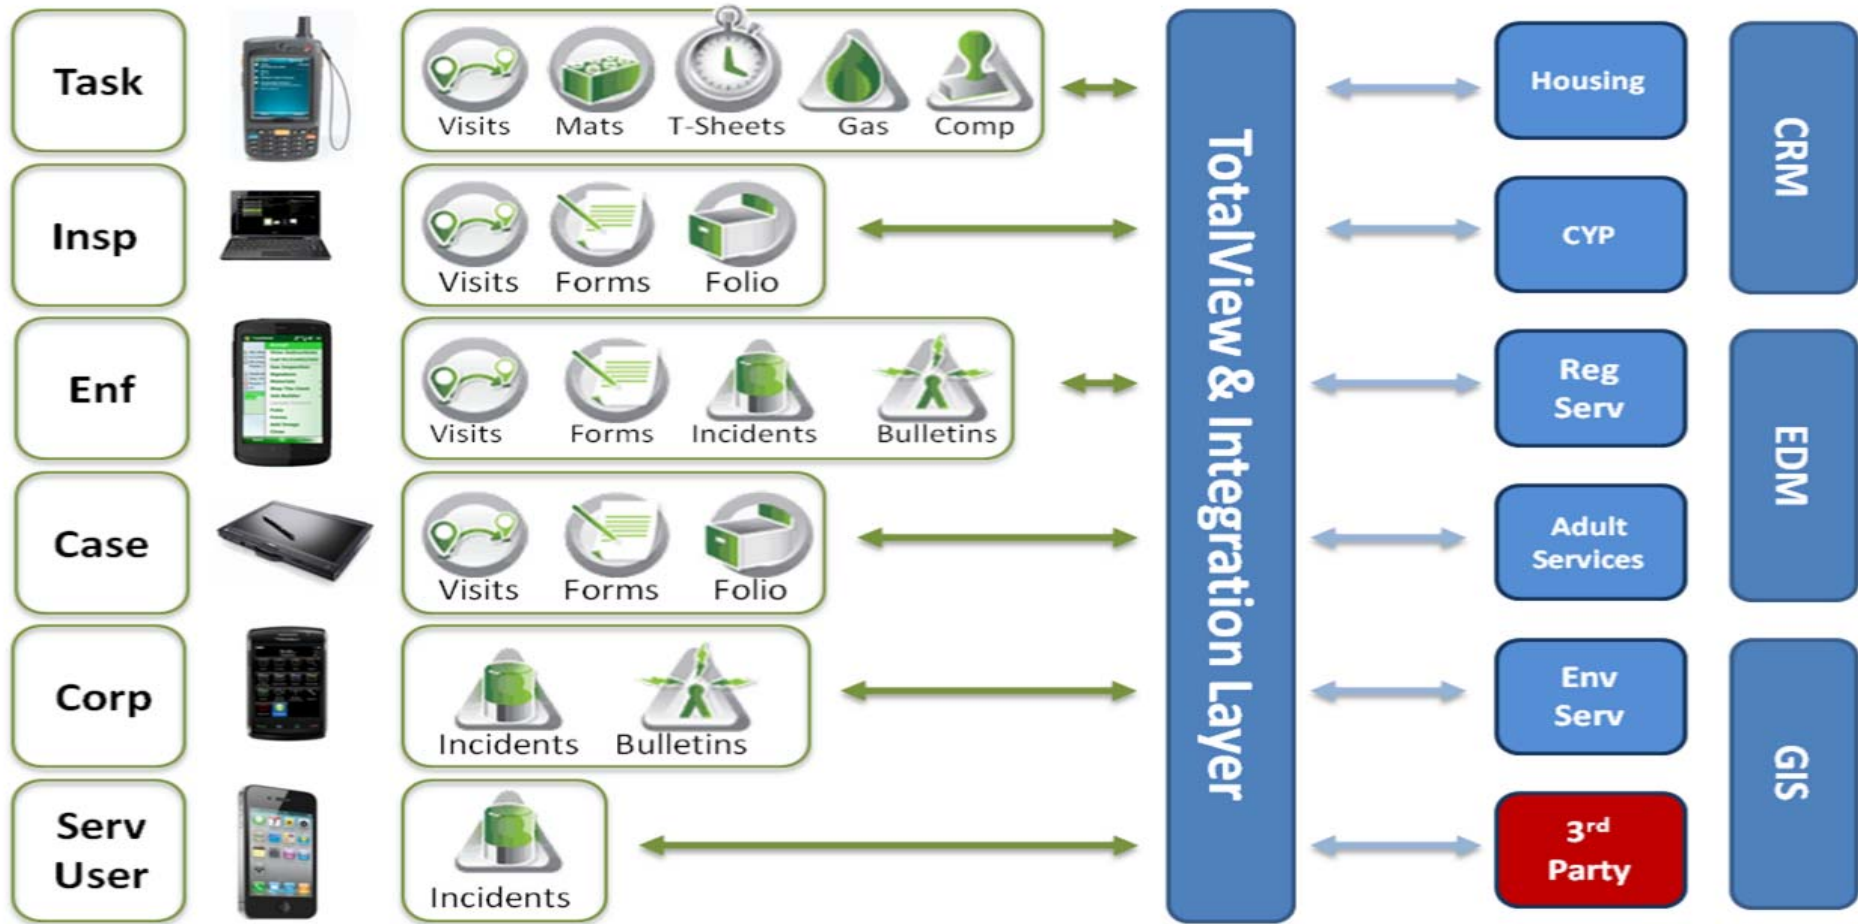 Task
Visits
Mats
T-Sheets
Gas
Comp
Insp
Visits
Forms
Folio
Enf
Visits
Forms
Incidents
Bulletins
Case
Visits
Forms
Folio
Corp
Incidents
Bulletins
Serv
User
Incidents
TotalView & Integration Layer
Housing
CYP
Reg
Serv
Adult
Services
Env
Serv
3rd
Party
CRM
EDM
GIS